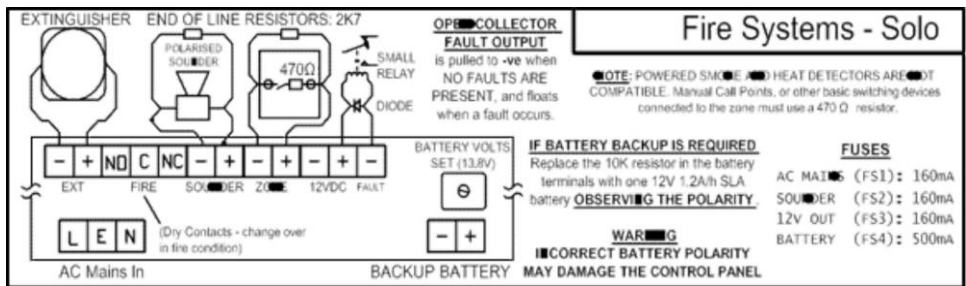 Fire Systems - Solo
EXTINGUISHER
END OF LINE RESISTORS: 2K7
POLARISED
SOUNDER
470Ω
SMALL
RELAY
DIODE
OPEN COLLECTOR
FAULT OUTPUT
is pulled to -ve when
NO FAULTS ARE
PRESENT, and floats
when a fault occurs.
NOTE: POWERED SMOKE AND HEAT DETECTORS ARE NOT
COMPATIBLE. Manual Call Points, or other basic switching devices
connected to the zone must use a 470 Ω resistor.
- + NO C NC - + - + - + -
EXT FIRE SOUNDER ZONE 12VDC FAULT
BATTERY VOLTS
SET (13.8V)
(Dry Contacts - change over
in fire condition)
L E N
- +
AC Mains In
BACKUP BATTERY
IF BATTERY BACKUP IS REQUIRED
Replace the 10K resistor in the battery
terminals with one 12V 1.2A/h SLA
battery OBSERVING THE POLARITY.
WARNING
INCORRECT BATTERY POLARITY
MAY DAMAGE THE CONTROL PANEL
FUSES
AC MAINS (FS1): 160mA
SOUNDER (FS2): 160mA
12V OUT (FS3): 160mA
BATTERY (FS4): 500mA